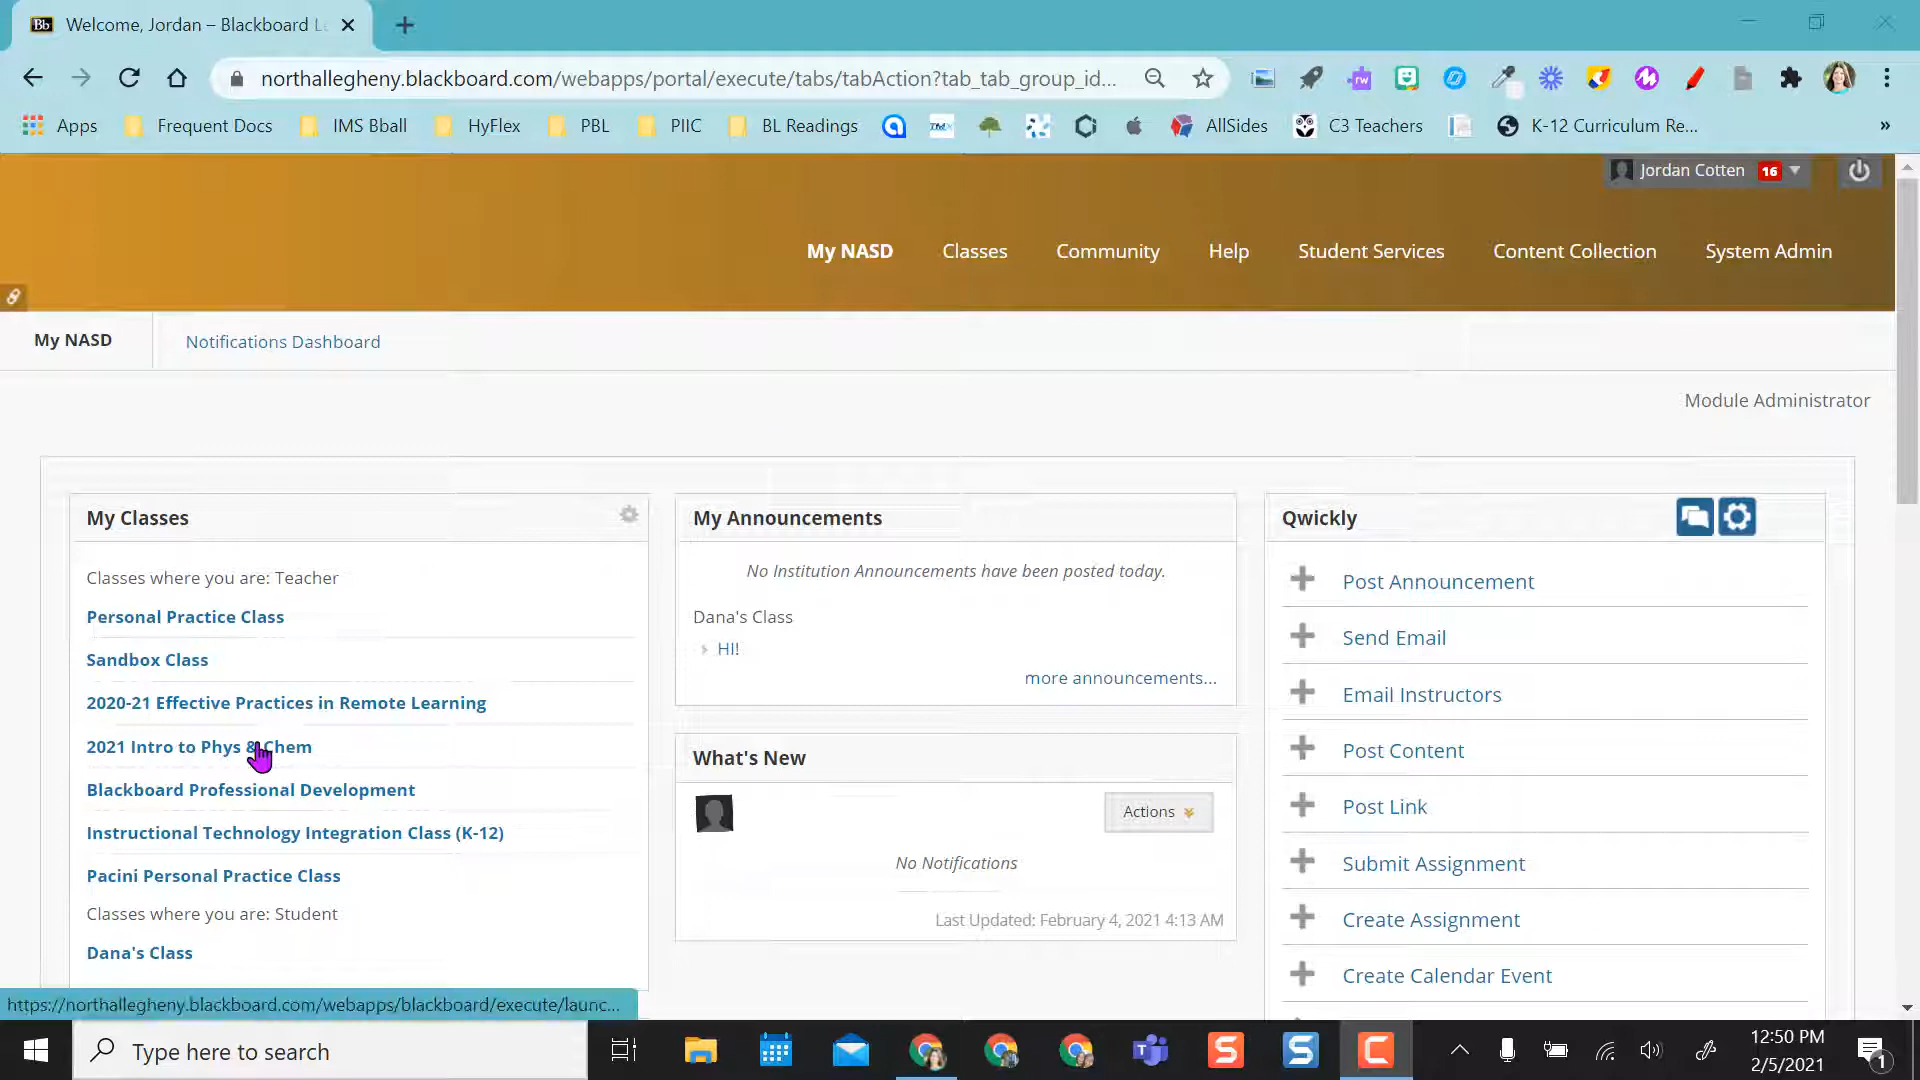 Bb Welcome, Jordan – Blackboard Le
northallegheny.blackboard.com/webapps/portal/execute/tabs/tabAction?tab_tab_group_id...
Apps
Frequent Docs
IMS Bball
HyFlex
PBL
PIIC
BL Readings
AllSides
C3 Teachers
K-12 Curriculum Re...
»
Jordan Cotten 16
My NASD
Classes
Community
Help
Student Services
Content Collection
System Admin
My NASD
Notifications Dashboard
Module Administrator
My Classes
Classes where you are: Teacher
Personal Practice Class
Sandbox Class
2020-21 Effective Practices in Remote Learning
2021 Intro to Phys & Chem
Blackboard Professional Development
Instructional Technology Integration Class (K-12)
Pacini Personal Practice Class
Classes where you are: Student
Dana's Class
My Announcements
No Institution Announcements have been posted today.
Dana's Class
HI!
more announcements...
What's New
Actions
No Notifications
Last Updated: February 4, 2021 4:13 AM
Qwickly
Post Announcement
Send Email
Email Instructors
Post Content
Post Link
Submit Assignment
Create Assignment
Create Calendar Event
https://northallegheny.blackboard.com/webapps/blackboard/execute/launc...
Type here to search
12:50 PM
2/5/2021
1